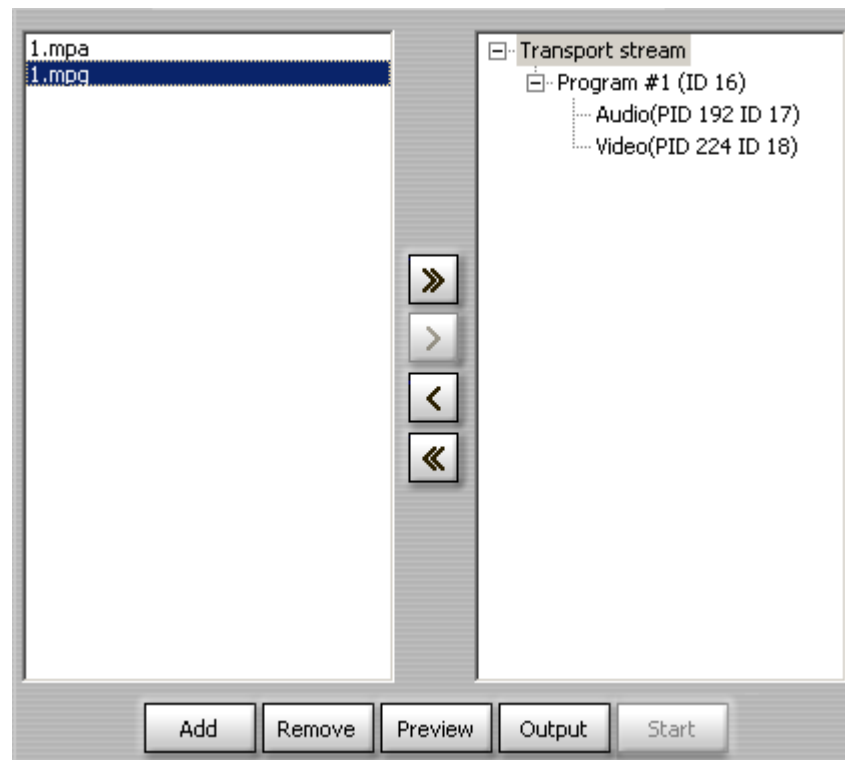 1.mpa
1.mpg
Transport stream
Program #1 (ID 16)
Audio(PID 192 ID 17)
Video(PID 224 ID 18)
Add
Remove
Preview
Output
Start